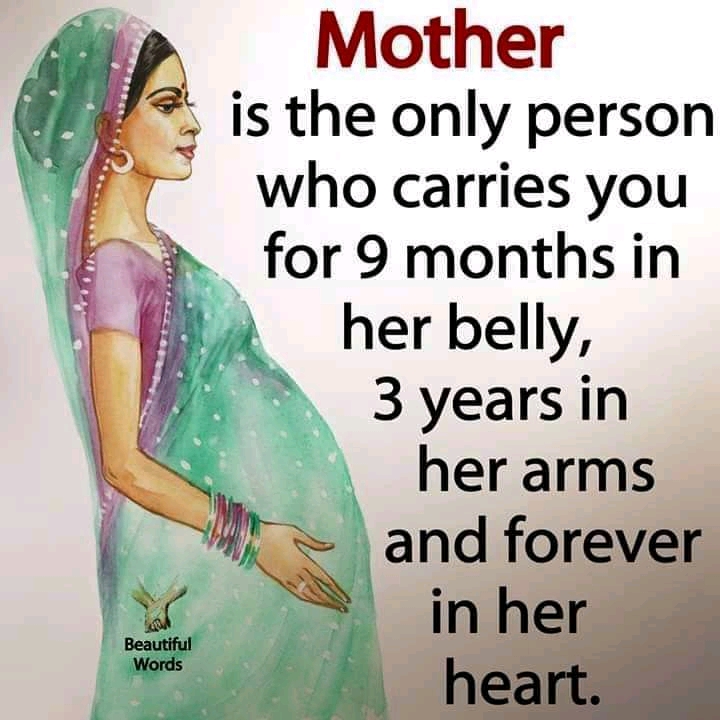 Mother
is the only person
who carries you
for 9 months in
her belly,
3 years in
her arms
and forever
in her
heart.
Beautiful
Words